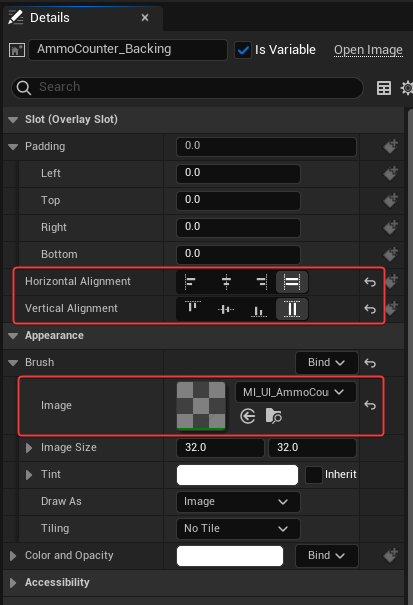 Details
AmmoCounter_Backing Is Variable Open Image
Search
Slot (Overlay Slot)
Padding 0.0
Left 0.0
Top 0.0
Right 0.0
Bottom 0.0
Horizontal Alignment
Vertical Alignment
Appearance
Brush Bind
Image MI_UI_AmmoCou
Image Size 32.0 32.0
Tint Inherit
Draw As Image
Tiling No Tile
Color and Opacity Bind
Accessibility